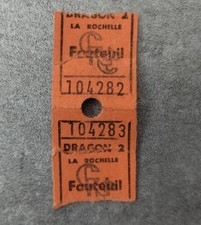 DRAGON 2
LA ROCHELLE
Fauteuil
104282
104283
DRAGON 2
LA ROCHELLE
Fauteuil